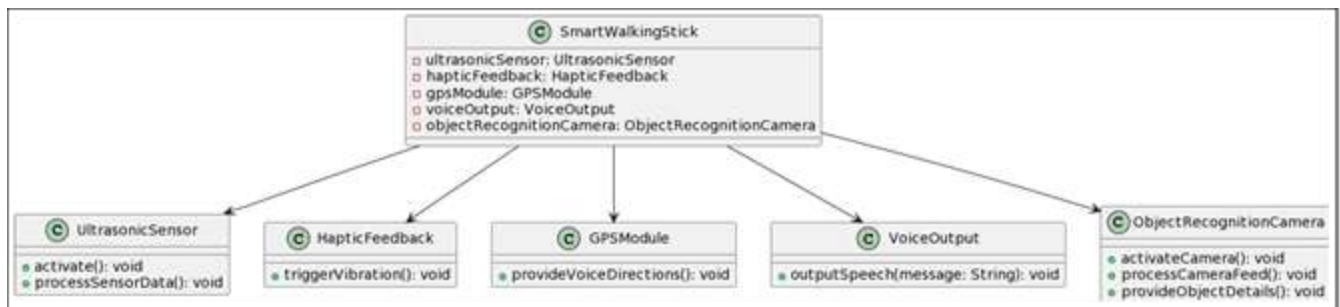 C SmartWalkingStick
ultrasonicSensor: UltrasonicSensor
hapticFeedback: HapticFeedback
gpsModule: GPSModule
voiceOutput: VoiceOutput
objectRecognitionCamera: ObjectRecognitionCamera
C UltrasonicSensor
activate(): void
processSensorData(): void
C HapticFeedback
triggerVibration(): void
C GPSModule
provideVoiceDirections(): void
C VoiceOutput
outputSpeech(message: String): void
C ObjectRecognitionCamera
activateCamera(): void
processCameraFeed(): void
provideObjectDetails(): void